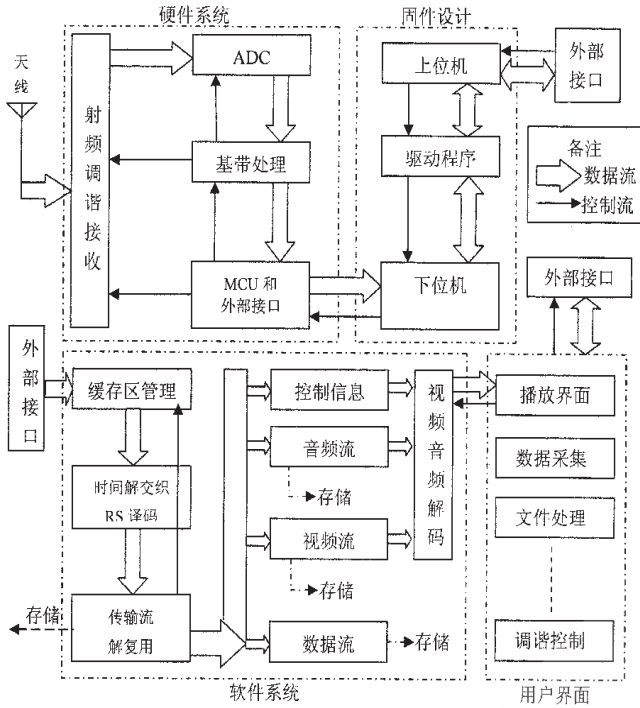 硬件系统
固件设计
天线
射频调谐接收
ADC
基带处理
MCU 和
外部接口
上位机
驱动程序
下位机
外部
接口
备注
数据流
控制流
外部接口
外部接口
缓存区管理
时间解交织
RS 译码
传输流
解复用
存储
控制信息
音频流
存储
视频流
存储
数据流
存储
视频音频解码
播放界面
数据采集
文件处理
调谐控制
软件系统
用户界面